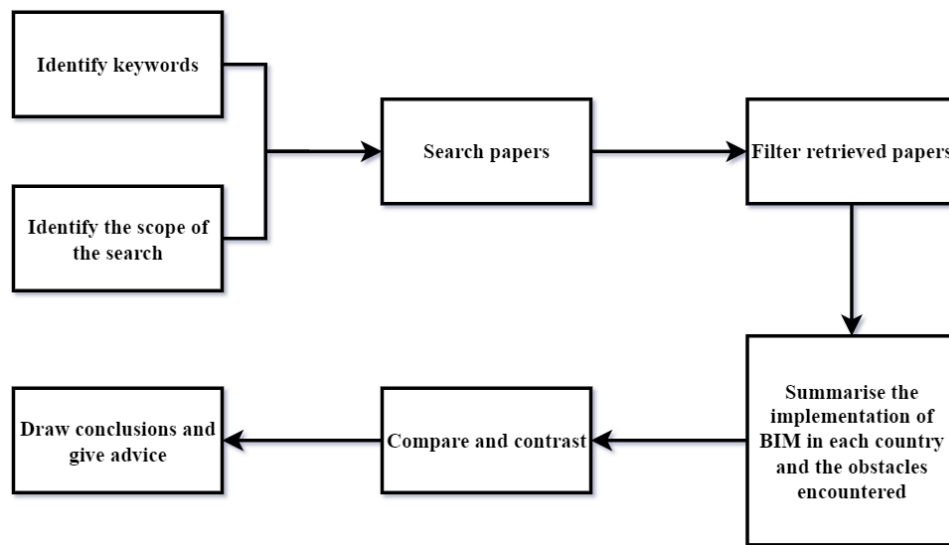 Identify keywords
Identify the scope of
the search
Search papers
Filter retrieved papers
Summarise the
implementation of
BIM in each country
and the obstacles
encountered
Compare and contrast
Draw conclusions and
give advice